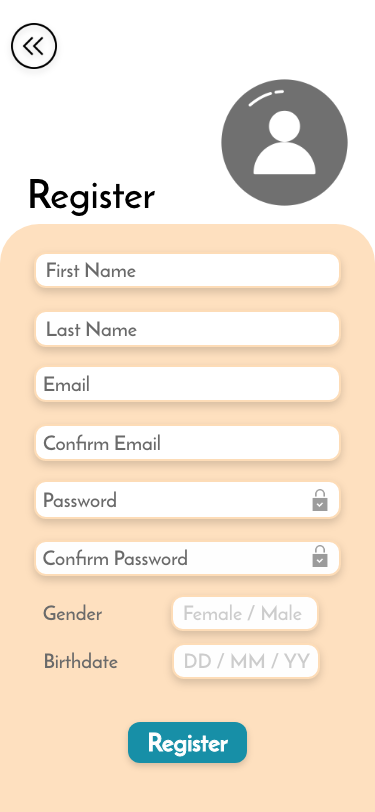 Register
First Name
Last Name
Email
Confirm Email
Password
Confirm Password
Gender Female / Male
Birthdate DD / MM / YY
Register